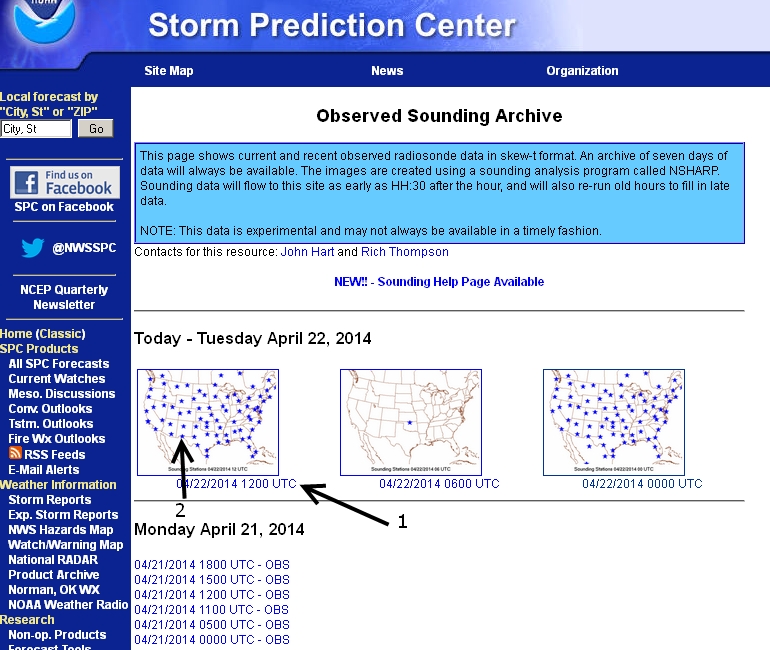 NOAA
Storm Prediction Center
Site Map
News
Organization
Local forecast by
"City, St" or "ZIP"
City, St
Go
Find us on
Facebook
SPC on Facebook
@NWSSPC
NCEP Quarterly
Newsletter
Home (Classic)
SPC Products
All SPC Forecasts
Current Watches
Meso. Discussions
Conv. Outlooks
Tstm. Outlooks
Fire Wx Outlooks
RSS Feeds
E-Mail Alerts
Weather Information
Storm Reports
Exp. Storm Reports
NWS Hazards Map
Watch/Warning Map
National RADAR
Product Archive
Norman, OK WX
NOAA Weather Radio
Research
Non-op. Products
Forecast Tools
Observed Sounding Archive
This page shows current and recent observed radiosonde data in skew-t format. An archive of seven days of
data will always be available. The images are created using a sounding analysis program called NSHARP.
Sounding data will flow to this site as early as HH:30 after the hour, and will also re-run old hours to fill in late
data.
NOTE: This data is experimental and may not always be available in a timely fashion.
Contacts for this resource: John Hart and Rich Thompson
NEW!! - Sounding Help Page Available
Today - Tuesday April 22, 2014
Sounding Stations 04/22/2014 12 UTC
Sounding Stations 04/22/2014 06 UTC
Sounding Stations 04/22/2014 00 UTC
04/22/2014 1200 UTC
04/22/2014 0600 UTC
04/22/2014 0000 UTC
2
1
Monday April 21, 2014
04/21/2014 1800 UTC - OBS
04/21/2014 1500 UTC - OBS
04/21/2014 1200 UTC - OBS
04/21/2014 1100 UTC - OBS
04/21/2014 0500 UTC - OBS
04/21/2014 0000 UTC - OBS